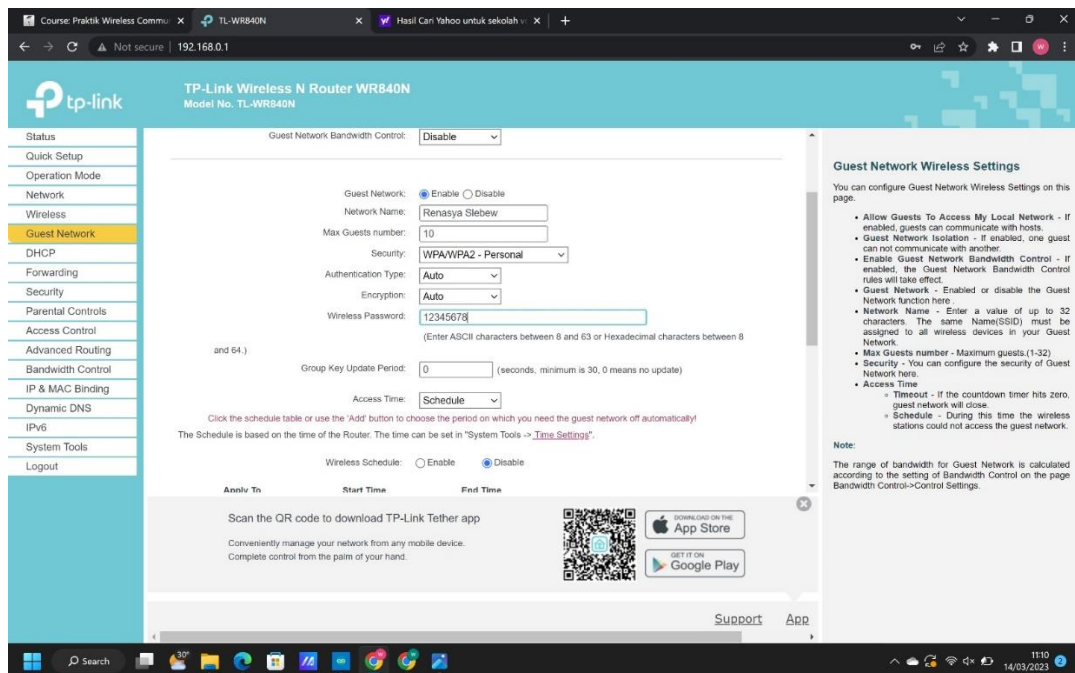 Course: Praktik Wireless Commu
TL-WR840N
Hasil Cari Yahoo untuk sekolah v
Not secure | 192.168.0.1
tp-link
TP-Link Wireless N Router WR840N
Model No. TL-WR840N
Status
Quick Setup
Operation Mode
Network
Wireless
Guest Network
DHCP
Forwarding
Security
Parental Controls
Access Control
Advanced Routing
Bandwidth Control
IP & MAC Binding
Dynamic DNS
IPv6
System Tools
Logout
Guest Network Bandwidth Control: Disable
Guest Network: Enable Disable
Network Name: Renasya Slebew
Max Guests number: 10
Security: WPA/WPA2 - Personal
Authentication Type: Auto
Encryption: Auto
Wireless Password: 12345678
(Enter ASCII characters between 8 and 63 or Hexadecimal characters between 8
and 64.)
Group Key Update Period: 0 (seconds, minimum is 30, 0 means no update)
Access Time: Schedule
Click the schedule table or use the 'Add' button to choose the period on which you need the guest network off automatically!
The Schedule is based on the time of the Router. The time can be set in "System Tools -> Time Settings".
Wireless Schedule: Enable Disable
Apply To Start Time End Time
Scan the QR code to download TP-Link Tether app
Conveniently manage your network from any mobile device.
Complete control from the palm of your hand.
DOWNLOAD ON THE
App Store
GET IT ON
Google Play
Support App
Guest Network Wireless Settings
You can configure Guest Network Wireless Settings on this
page.
• Allow Guests To Access My Local Network - If
enabled, guests can communicate with hosts.
• Guest Network Isolation - If enabled, one guest
can not communicate with another.
• Enable Guest Network Bandwidth Control - If
enabled, the Guest Network Bandwidth Control
rules will take effect.
• Guest Network - Enabled or disable the Guest
Network function here .
• Network Name - Enter a value of up to 32
characters. The same Name(SSID) must be
assigned to all wireless devices in your Guest
Network.
• Max Guests number - Maximum guests.(1-32)
• Security - You can configure the security of Guest
Network here.
• Access Time
Timeout - If the countdown timer hits zero,
guest network will close.
Schedule - During this time the wireless
stations could not access the guest network.
Note:
The range of bandwidth for Guest Network is calculated
according to the setting of Bandwidth Control on the page
Bandwidth Control->Control Settings.
Search
30°
11:10
14/03/2023
2